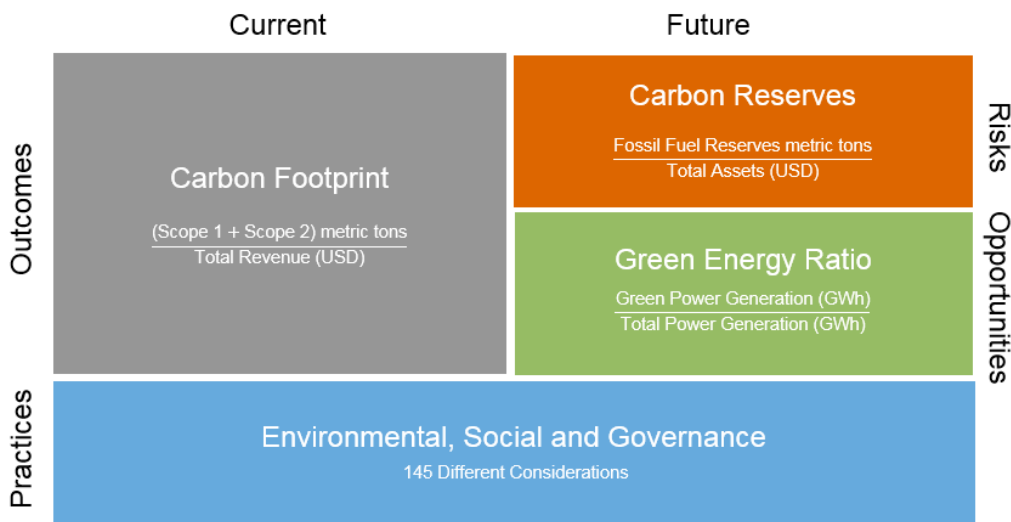 Current
Future
Outcomes
Carbon Footprint
(Scope 1 + Scope 2) metric tons
Total Revenue (USD)
Carbon Reserves
Fossil Fuel Reserves metric tons
Total Assets (USD)
Risks
Green Energy Ratio
Green Power Generation (GWh)
Total Power Generation (GWh)
Opportunities
Practices
Environmental, Social and Governance
145 Different Considerations